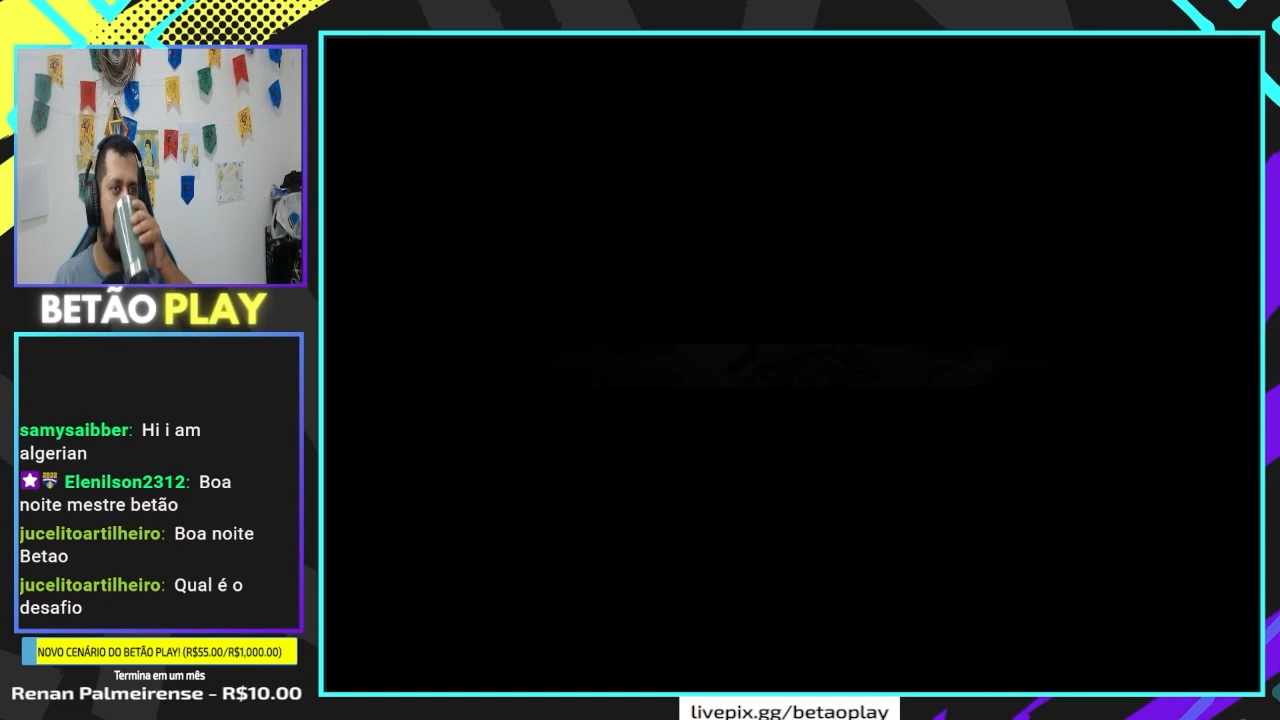 BETÃO PLAY
samysaibber: Hi i am
algerian
Elenilson2312: Boa
noite mestre betão
jucelitoartilheiro: Boa noite
Betao
jucelitoartilheiro: Qual é o
desafio
NOVO CENÁRIO DO BETÃO PLAY! (R$55.00/R$1,000.00)
Termina em um mês
Renan Palmeirense - R$10.00
livepix.gg/betaoplay